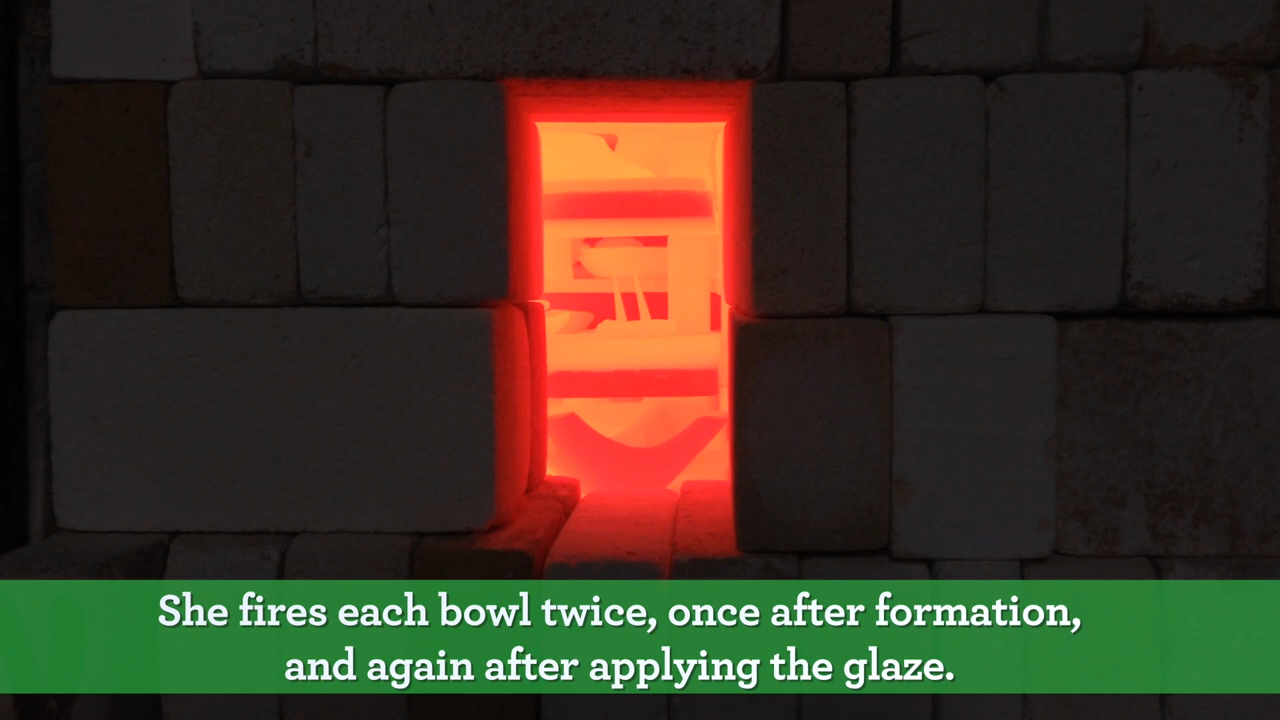 She fires each bowl twice, once after formation,
and again after applying the glaze.